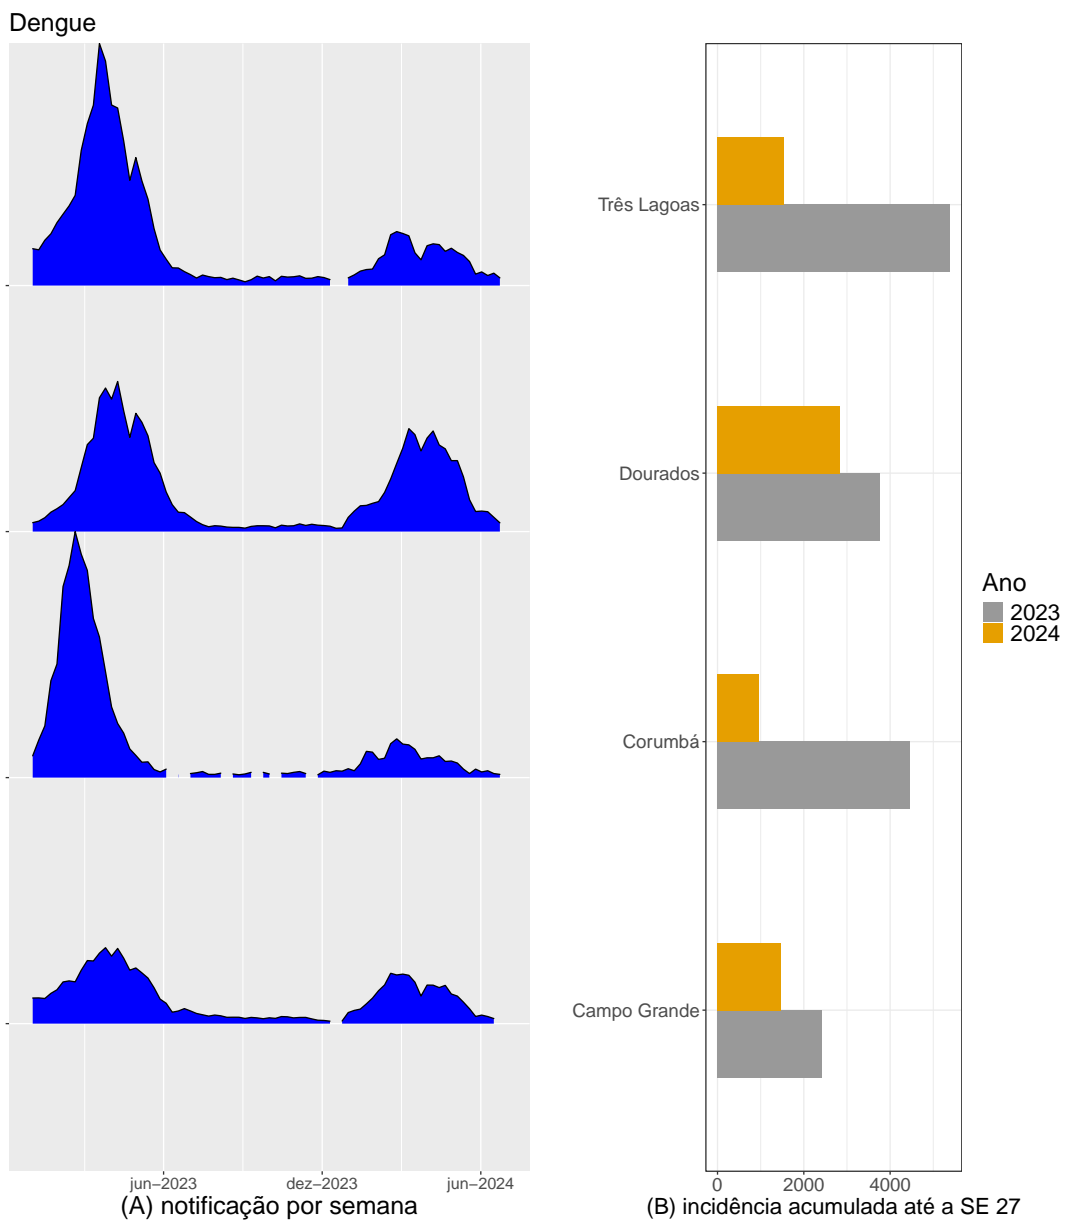 Dengue
Três Lagoas
Dourados
Corumbá
Campo Grande
Ano
2023
2024
jun−2023 dez−2023 jun−2024
(A) notificação por semana
0 2000 4000
(B) incidência acumulada até a SE 27